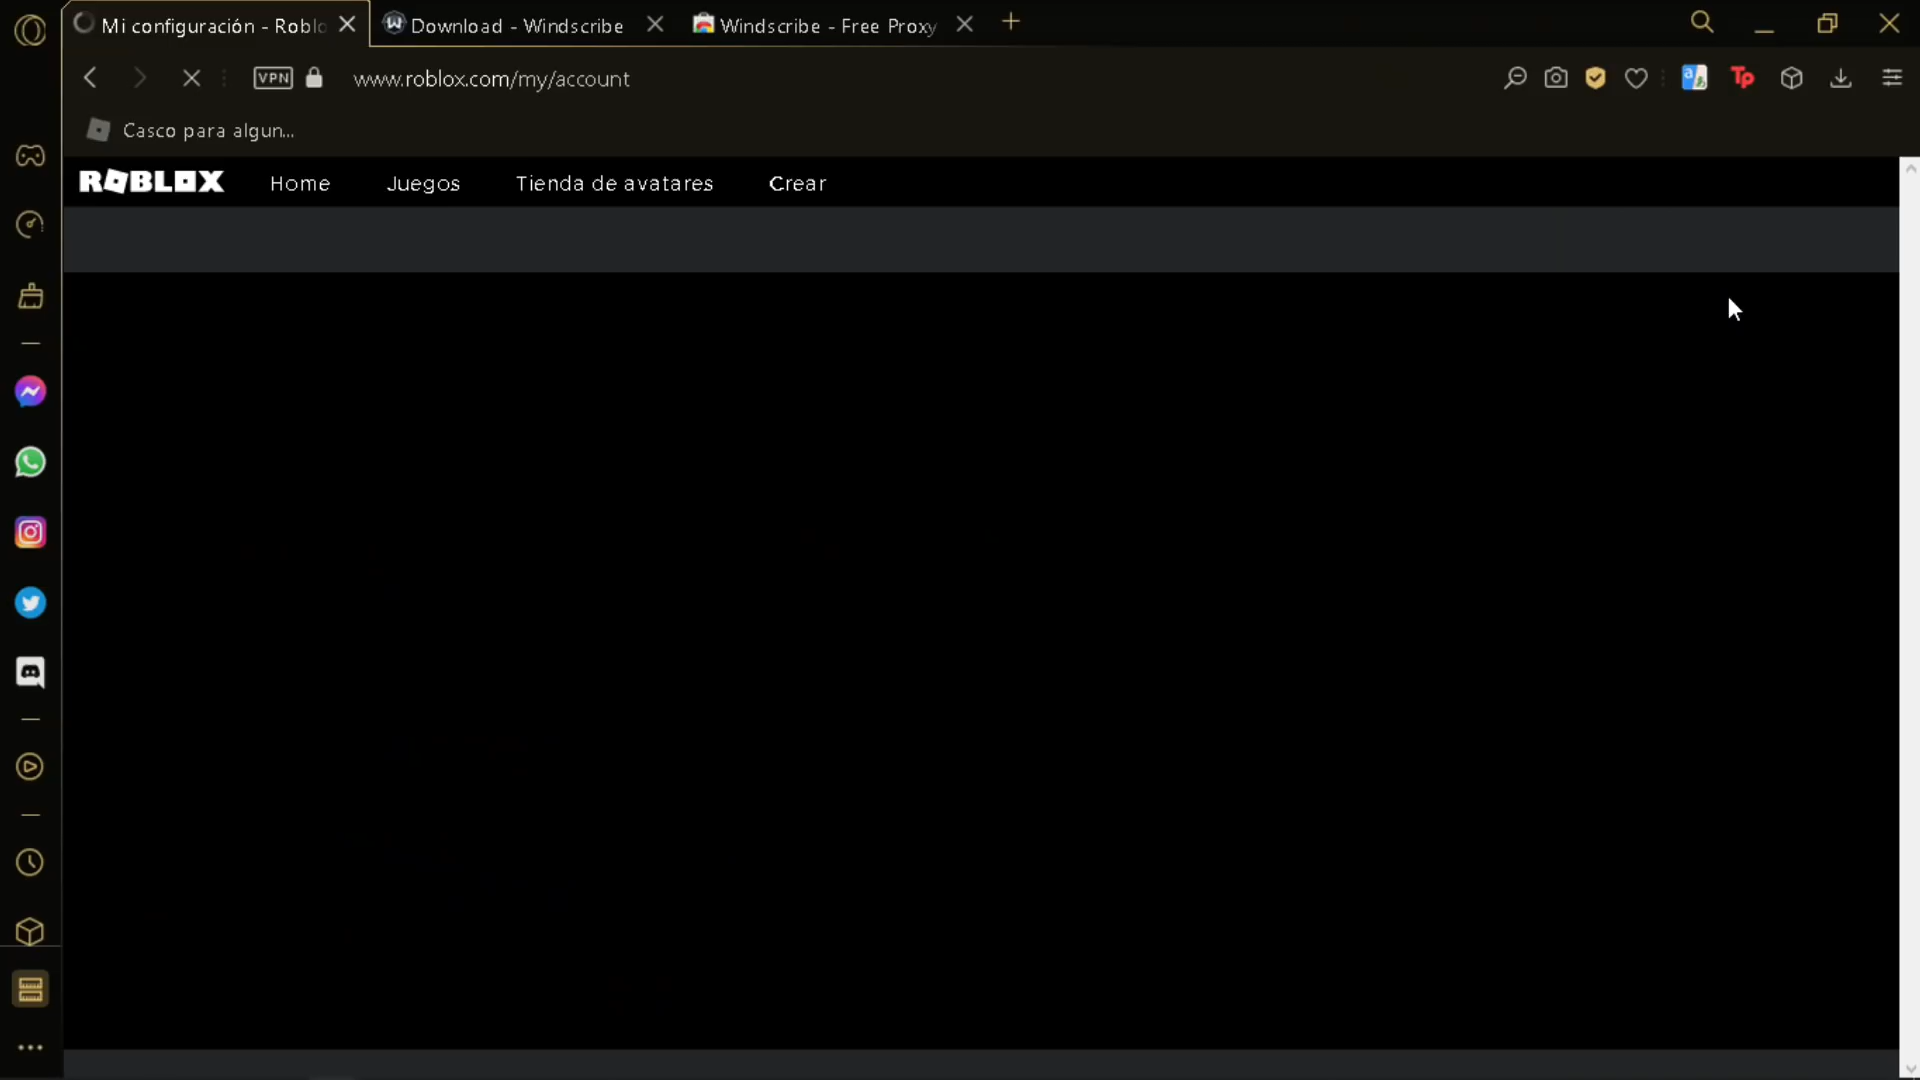 Mi configuración - Roblo
Download - Windscribe
Windscribe - Free Proxy
VPN
www.roblox.com/my/account
Tp
Casco para algun...
ROBLOX
Home
Juegos
Tienda de avatares
Crear